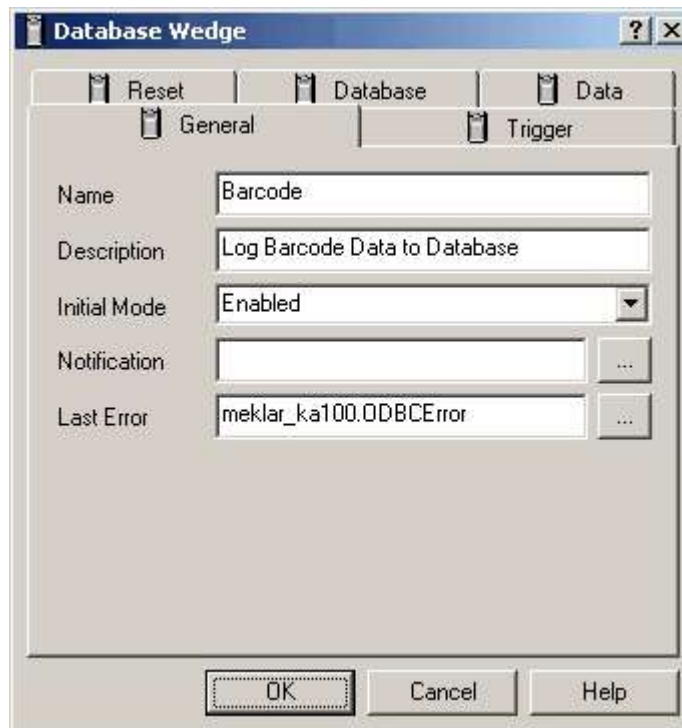 Database Wedge ? ×
Reset Database Data
General Trigger
Name Barcode
Description Log Barcode Data to Database
Initial Mode Enabled
Notification ...
Last Error meklar_ka100.ODBCError ...
OK Cancel Help